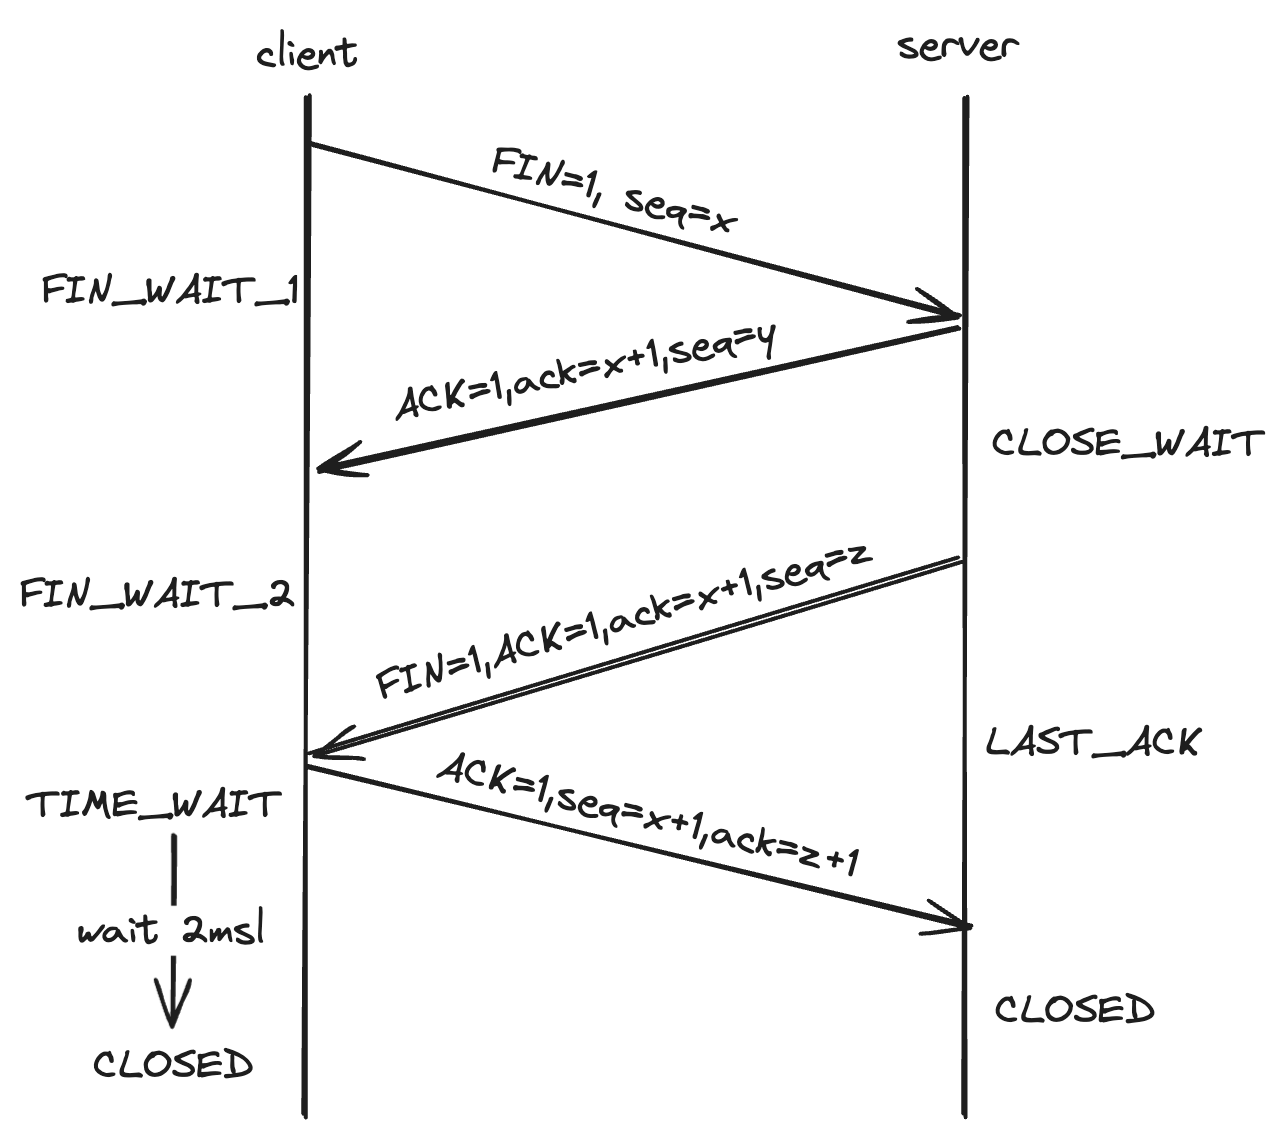 client
server
FIN=1, seq=x
FIN_WAIT_1
ACK=1,ack=x+1,seq=y
CLOSE_WAIT
FIN=1,ACK=1,ack=x+1,seq=z
FIN_WAIT_2
LAST_ACK
ACK=1,seq=x+1,ack=z+1
TIME_WAIT
wait 2msl
CLOSED
CLOSED